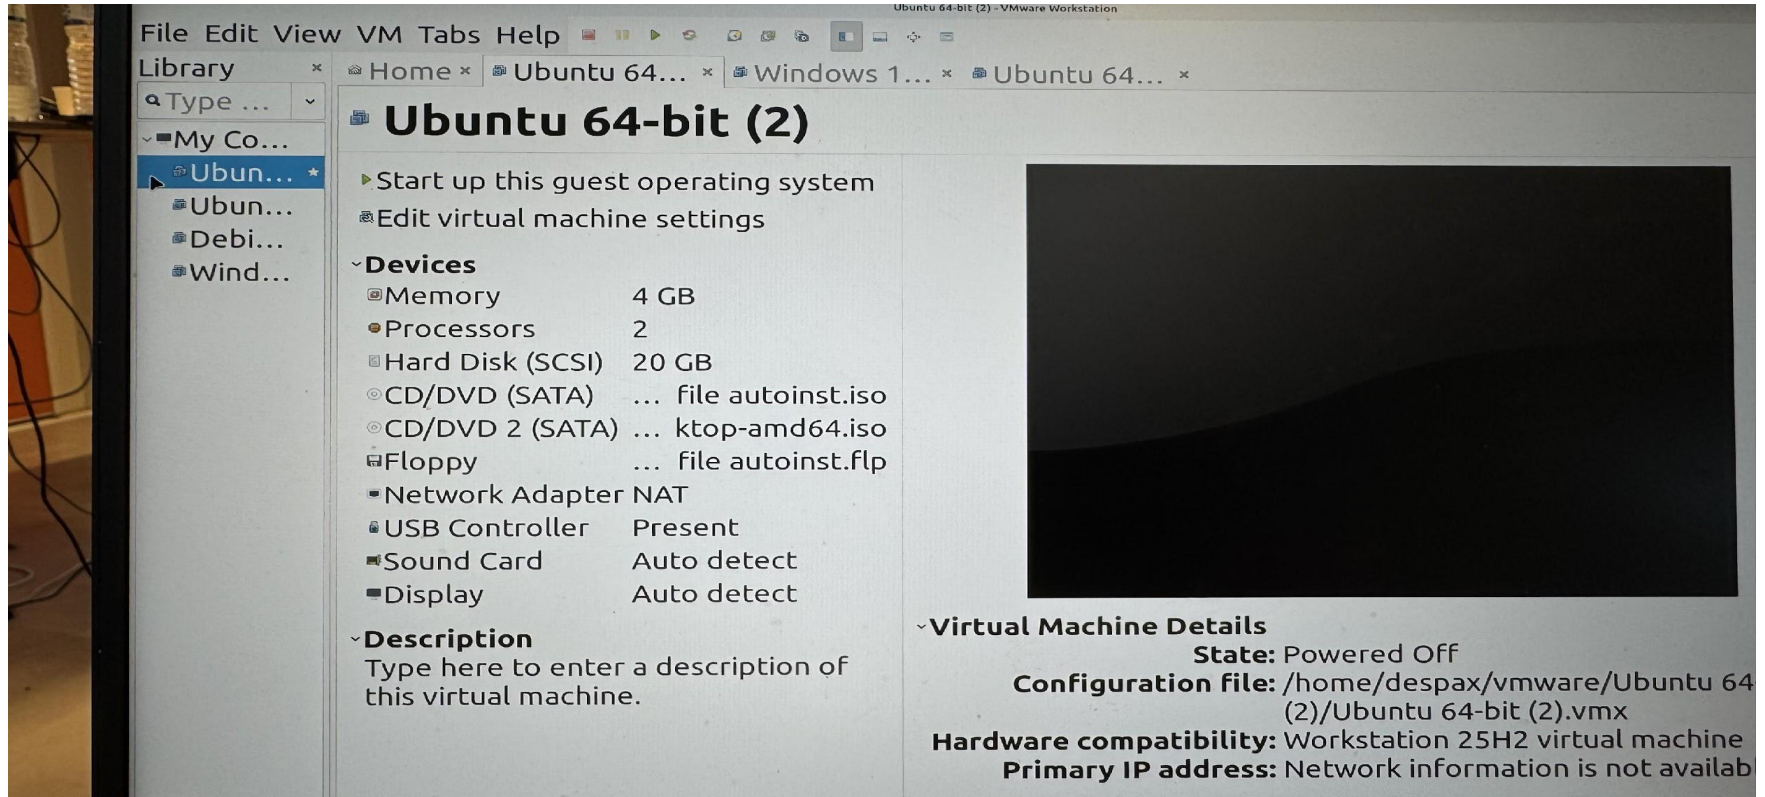 Ubuntu 64-bit (2) - VMware Workstation
File Edit View VM Tabs Help
Library ×
Type ...
My Co...
Ubun...
Ubun...
Debi...
Wind...
Home × Ubuntu 64... × Windows 1... × Ubuntu 64... ×
Ubuntu 64-bit (2)
Start up this guest operating system
Edit virtual machine settings
Devices
Memory 4 GB
Processors 2
Hard Disk (SCSI) 20 GB
CD/DVD (SATA) ... file autoinst.iso
CD/DVD 2 (SATA) ... ktop-amd64.iso
Floppy ... file autoinst.flp
Network Adapter NAT
USB Controller Present
Sound Card Auto detect
Display Auto detect
Description
Type here to enter a description of
this virtual machine.
Virtual Machine Details
State: Powered Off
Configuration file: /home/despax/vmware/Ubuntu 64-
(2)/Ubuntu 64-bit (2).vmx
Hardware compatibility: Workstation 25H2 virtual machine
Primary IP address: Network information is not availab